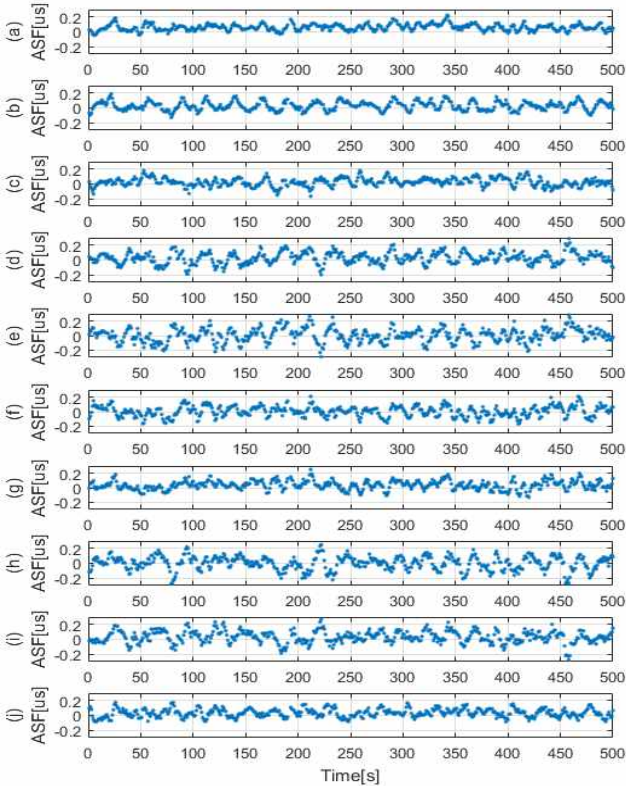 (a) ASF[us] 0.2 0 -0.2
0 50 100 150 200 250 300 350 400 450 500
(b) ASF[us] 0.2 0 -0.2
0 50 100 150 200 250 300 350 400 450 500
(c) ASF[us] 0.2 0 -0.2
0 50 100 150 200 250 300 350 400 450 500
(d) ASF[us] 0.2 0 -0.2
0 50 100 150 200 250 300 350 400 450 500
(e) ASF[us] 0.2 0 -0.2
0 50 100 150 200 250 300 350 400 450 500
(f) ASF[us] 0.2 0 -0.2
0 50 100 150 200 250 300 350 400 450 500
(g) ASF[us] 0.2 0 -0.2
0 50 100 150 200 250 300 350 400 450 500
(h) ASF[us] 0.2 0 -0.2
0 50 100 150 200 250 300 350 400 450 500
(i) ASF[us] 0.2 0 -0.2
0 50 100 150 200 250 300 350 400 450 500
(j) ASF[us] 0.2 0 -0.2
0 50 100 150 200 250 300 350 400 450 500
Time[s]